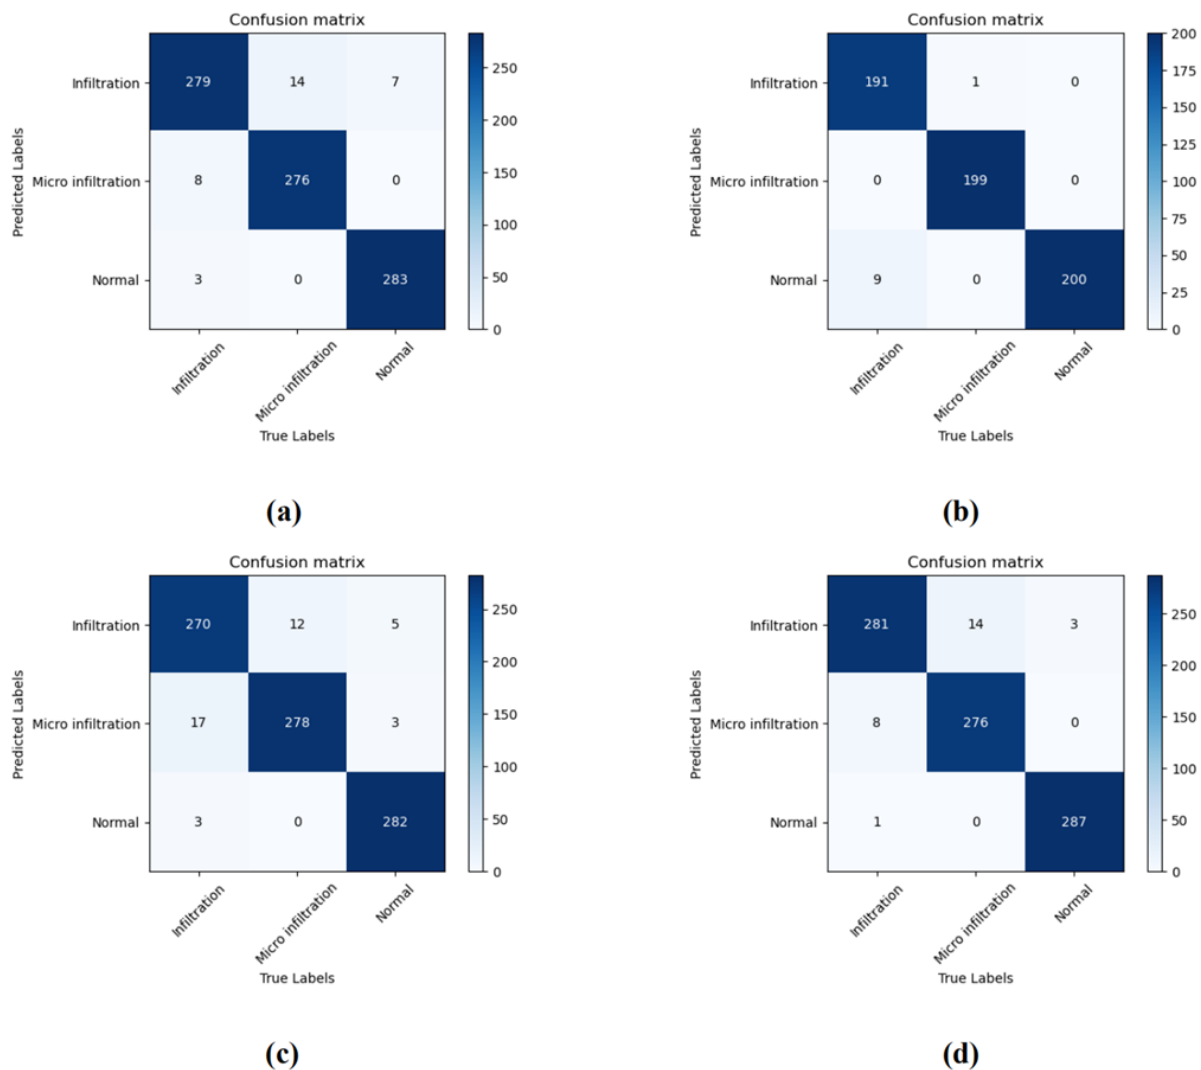 Confusion matrix
Predicted Labels
Infiltration
Micro infiltration
Normal
279 14 7
8 276 0
3 0 283
Infiltration
Micro infiltration
Normal
True Labels
250
200
150
100
50
0
(a)
Confusion matrix
Predicted Labels
Infiltration
Micro infiltration
Normal
191 1 0
0 199 0
9 0 200
Infiltration
Micro infiltration
Normal
True Labels
200
175
150
125
100
75
50
25
0
(b)
Confusion matrix
Predicted Labels
Infiltration
Micro infiltration
Normal
270 12 5
17 278 3
3 0 282
Infiltration
Micro infiltration
Normal
True Labels
250
200
150
100
50
0
(c)
Confusion matrix
Predicted Labels
Infiltration
Micro infiltration
Normal
281 14 3
8 276 0
1 0 287
Infiltration
Micro infiltration
Normal
True Labels
250
200
150
100
50
0
(d)